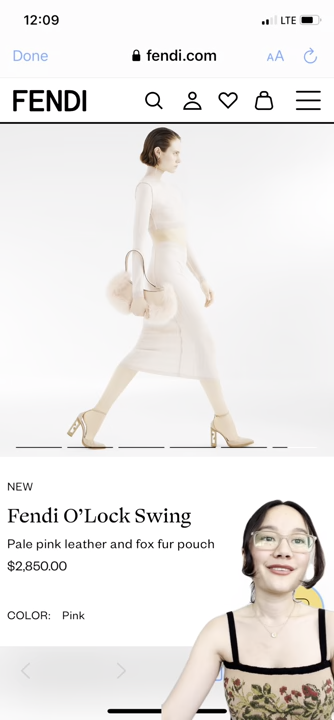 12:09
LTE
Done
fendi.com
AA
FENDI
NEW
Fendi O’Lock Swing
Pale pink leather and fox fur pouch
$2,850.00
COLOR: Pink